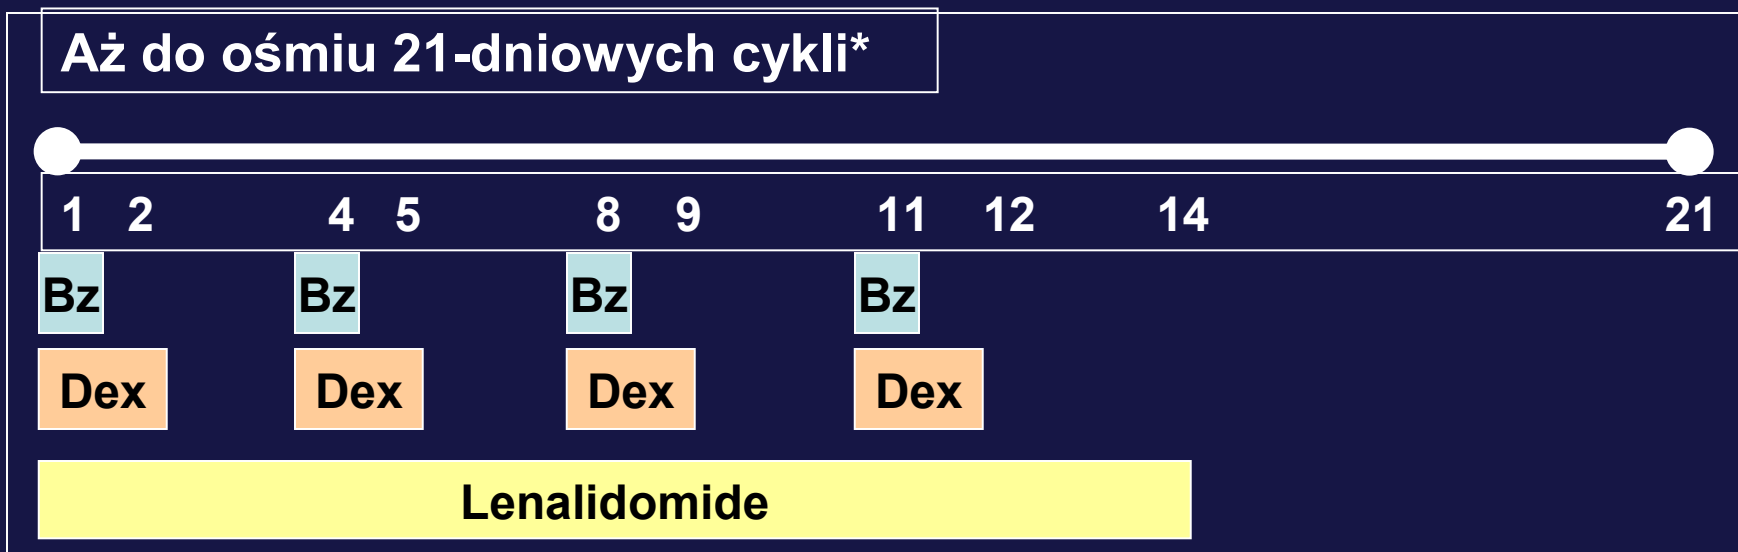 Aż do ośmiu 21-dniowych cykli*
1 2 4 5 8 9 11 12 14 21
Bz Bz Bz Bz
Dex Dex Dex Dex
Lenalidomide